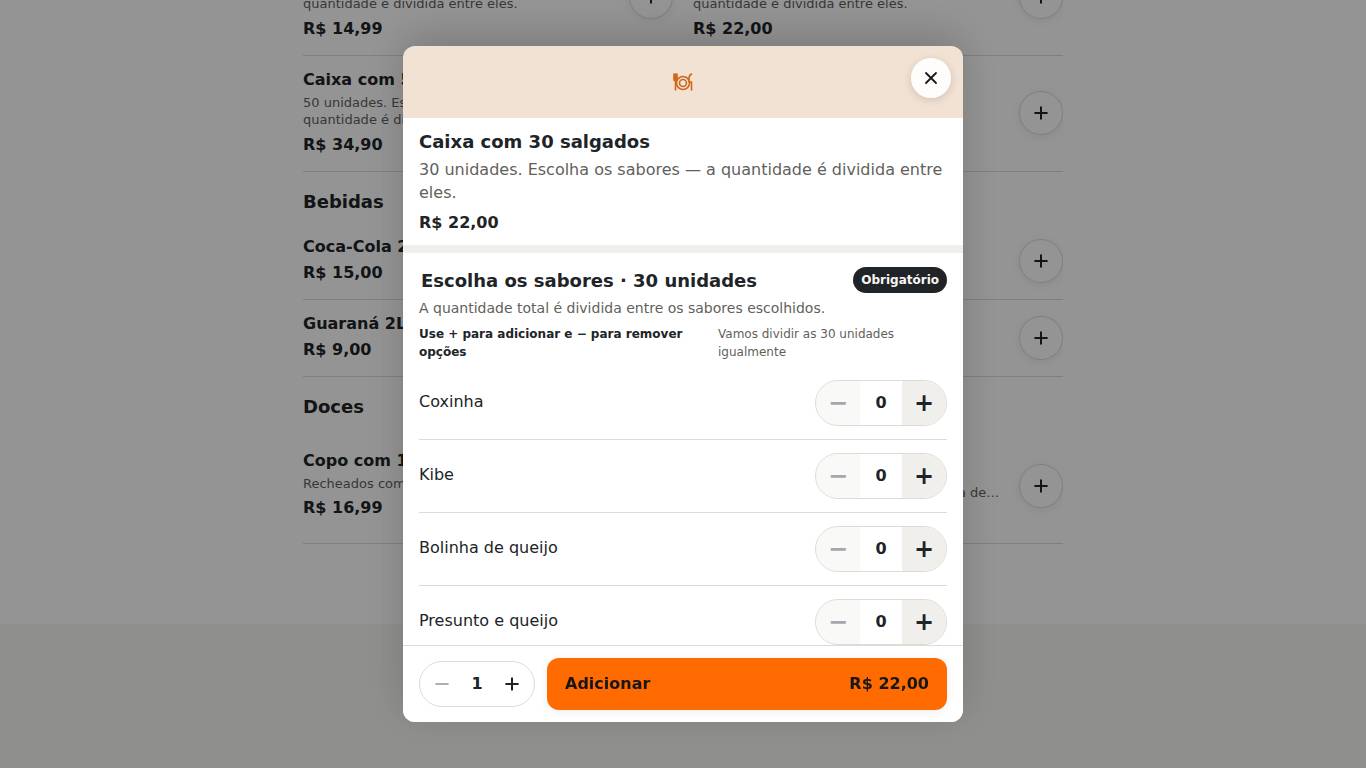 quantidade é dividida entre eles.
quantidade é dividida entre eles.
R$ 14,99
R$ 22,00
Caixa com
50 unidades.
quantidade é
R$ 34,90
Bebidas
Coca-Cola
R$ 15,00
Guaraná 2L
R$ 9,00
Doces
Copo com
Recheados com
R$ 16,99
de...
Caixa com 30 salgados
30 unidades. Escolha os sabores — a quantidade é dividida entre
eles.
R$ 22,00
Escolha os sabores · 30 unidades
Obrigatório
A quantidade total é dividida entre os sabores escolhidos.
Use + para adicionar e − para remover
opções
Vamos dividir as 30 unidades
igualmente
Coxinha
− 0 +
Kibe
− 0 +
Bolinha de queijo
− 0 +
Presunto e queijo
− 0 +
− 1 +
Adicionar R$ 22,00